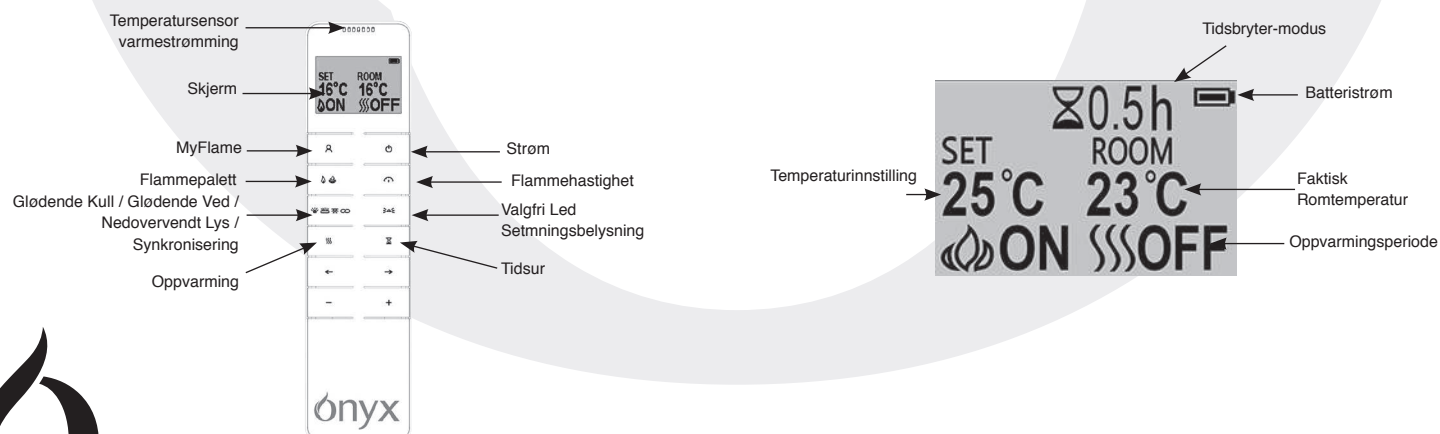 Temperatursensor
varmestrømming
SET ROOM
16°C 16°C
ON OFF
Skjerm
MyFlame
Strøm
Flammepalett
Flammehastighet
Glødende Kull / Glødende Ved /
Nedovervendt Lys /
Synkronisering
Valgfri Led
Setmningsbelysning
Oppvarming
Tidsur
← →
− +
ónyx
Tidsbryter-modus
Batteristrøm
0.5h
SET ROOM
25°C 23°C
ON OFF
Temperaturinnstilling
Faktisk
Romtemperatur
Oppvarmingsperiode